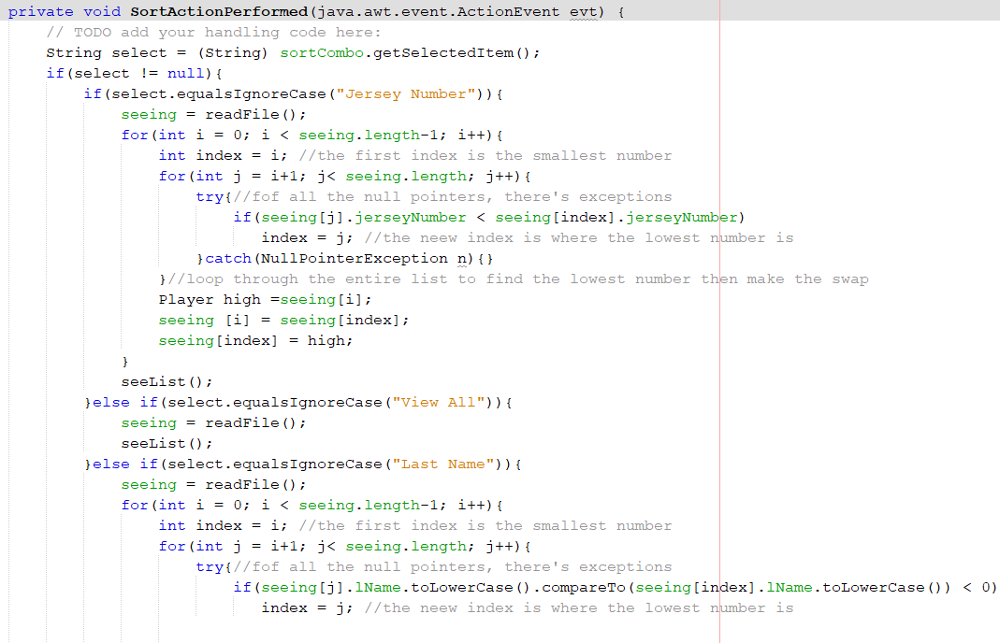 private void SortActionPerformed(java.awt.event.ActionEvent evt) {
// TODO add your handling code here:
String select = (String) sortCombo.getSelectedItem();
if(select != null){
if(select.equalsIgnoreCase("Jersey Number")){
seeing = readFile();
for(int i = 0; i < seeing.length-1; i++){
int index = i; //the first index is the smallest number
for(int j = i+1; j< seeing.length; j++){
try{//fof all the null pointers, there's exceptions
if(seeing[j].jerseyNumber < seeing[index].jerseyNumber)
index = j; //the neew index is where the lowest number is
}catch(NullPointerException n){}
}//loop through the entire list to find the lowest number then make the swap
Player high =seeing[i];
seeing [i] = seeing[index];
seeing[index] = high;
}
seeList();
}else if(select.equalsIgnoreCase("View All")){
seeing = readFile();
seeList();
}else if(select.equalsIgnoreCase("Last Name")){
seeing = readFile();
for(int i = 0; i < seeing.length-1; i++){
int index = i; //the first index is the smallest number
for(int j = i+1; j< seeing.length; j++){
try{//fof all the null pointers, there's exceptions
if(seeing[j].lName.toLowerCase().compareTo(seeing[index].lName.toLowerCase()) < 0)
index = j; //the neew index is where the lowest number is